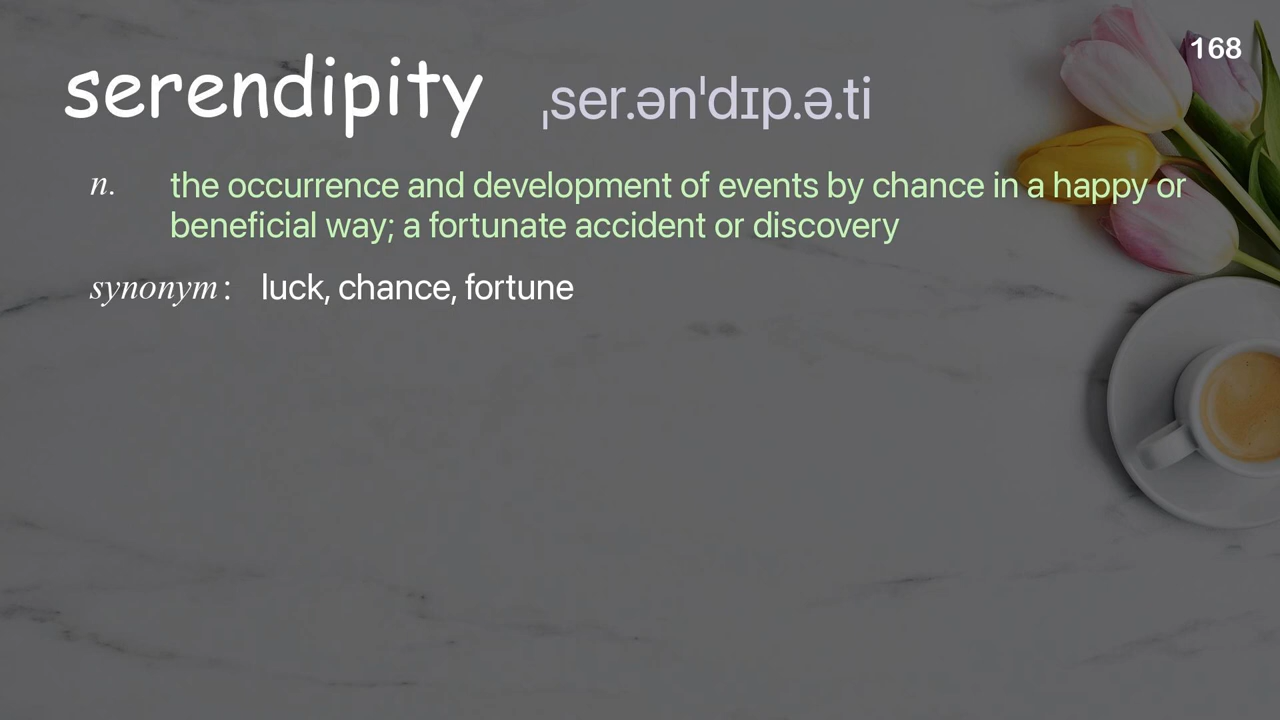 168
serendipity ˌser.ənˈdɪp.ə.ti
n. the occurrence and development of events by chance in a happy or
beneficial way; a fortunate accident or discovery
synonym: luck, chance, fortune